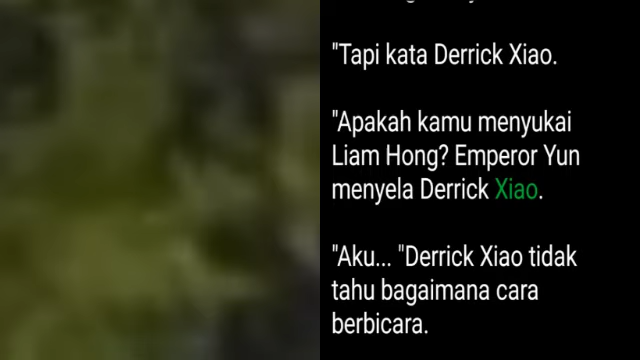 "Tapi kata Derrick Xiao.
"Apakah kamu menyukai
Liam Hong? Emperor Yun
menyela Derrick Xiao.
"Aku... "Derrick Xiao tidak
tahu bagaimana cara
berbicara.